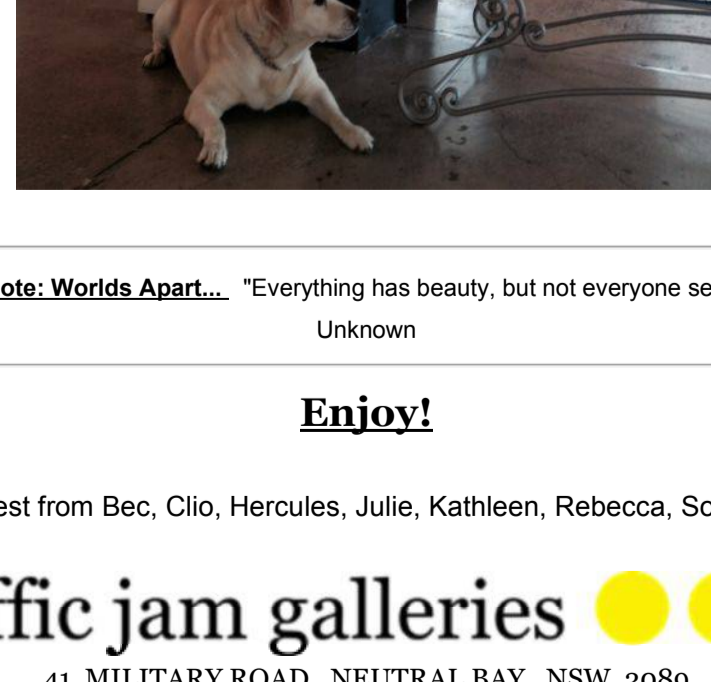 ote: Worlds Apart... "Everything has beauty, but not everyone se
Unknown
Enjoy!
est from Bec, Clio, Hercules, Julie, Kathleen, Rebecca, So
ffic jam galleries
41 MILITARY ROAD NEUTRAL BAY NSW 2089